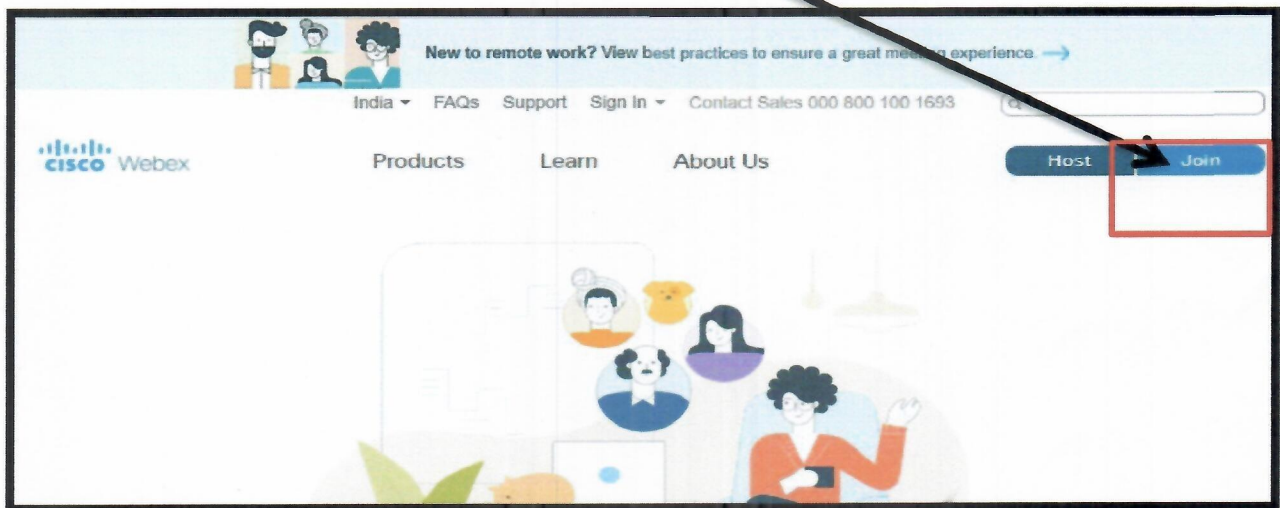 New to remote work? View best practices to ensure a great meeting experience →
India FAQs Support Sign In Contact Sales 000 800 100 1693
CISCO Webex Products Learn About Us Host Join